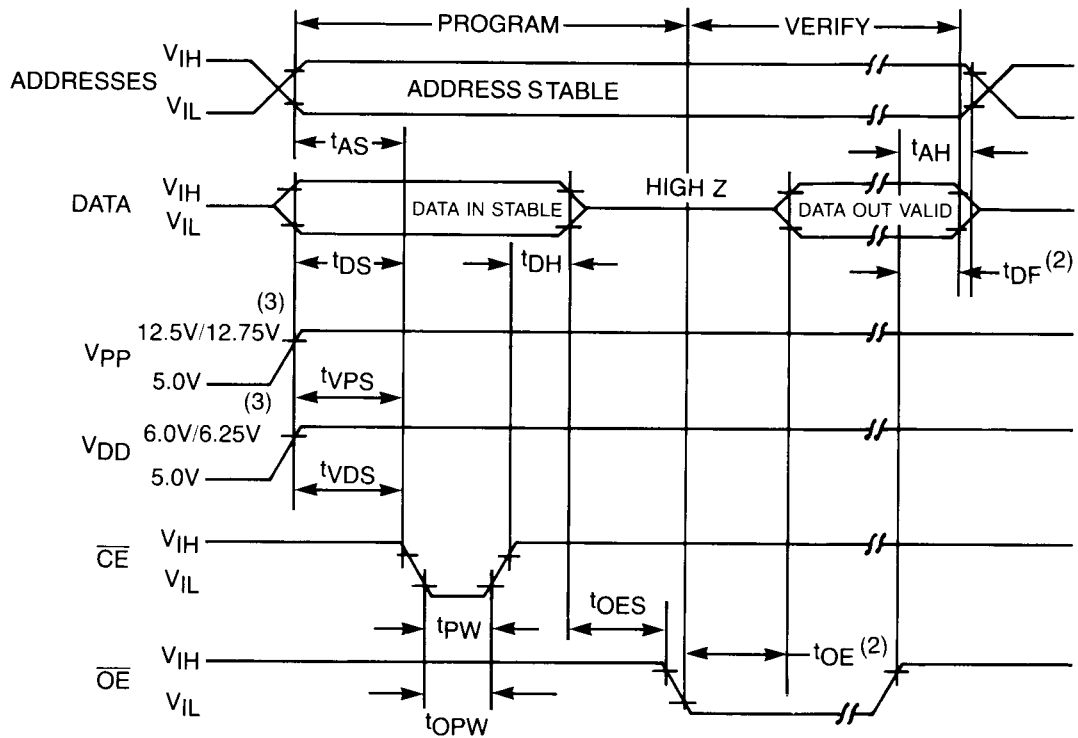 PROGRAM VERIFY
VIH
ADDRESSES
ADDRESS STABLE
VIL
tAS
tAH
VIH
DATA
DATA IN STABLE
HIGH Z
DATA OUT VALID
VIL
tDS
tDH
tDF(2)
(3)
12.5V/12.75V
VPP
5.0V
tVPS
(3)
6.0V/6.25V
VDD
5.0V
tVDS
CE
VIH
VIL
tPW
tOES
VIH
OE
tOE(2)
VIL
tOPW